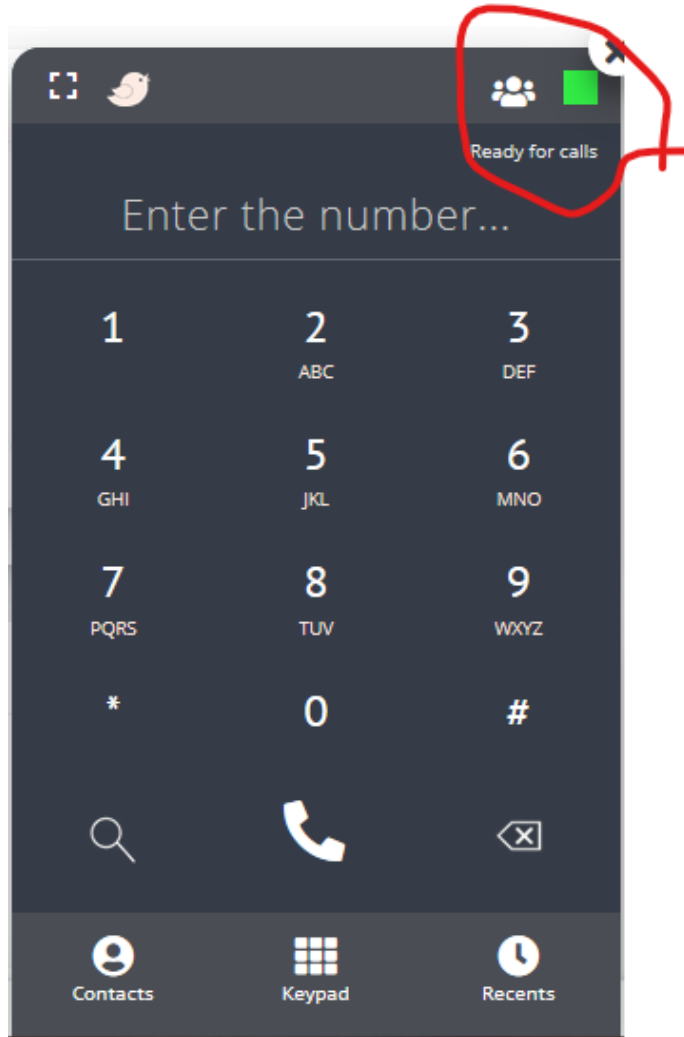 Ready for calls
Enter the number...
1 2 3
ABC DEF
4 5 6
GHI JKL MNO
7 8 9
PQRS TUV WXYZ
* 0 #
Contacts Keypad Recents